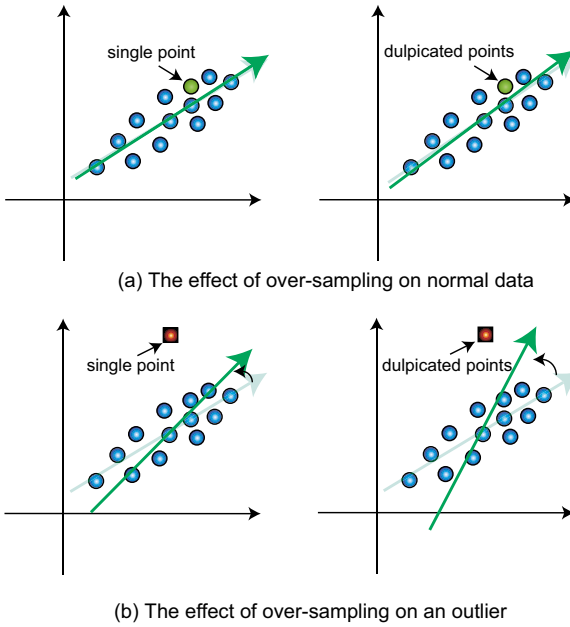 single point
dulpicated points
(a) The effect of over-sampling on normal data
single point
dulpicated points
(b) The effect of over-sampling on an outlier